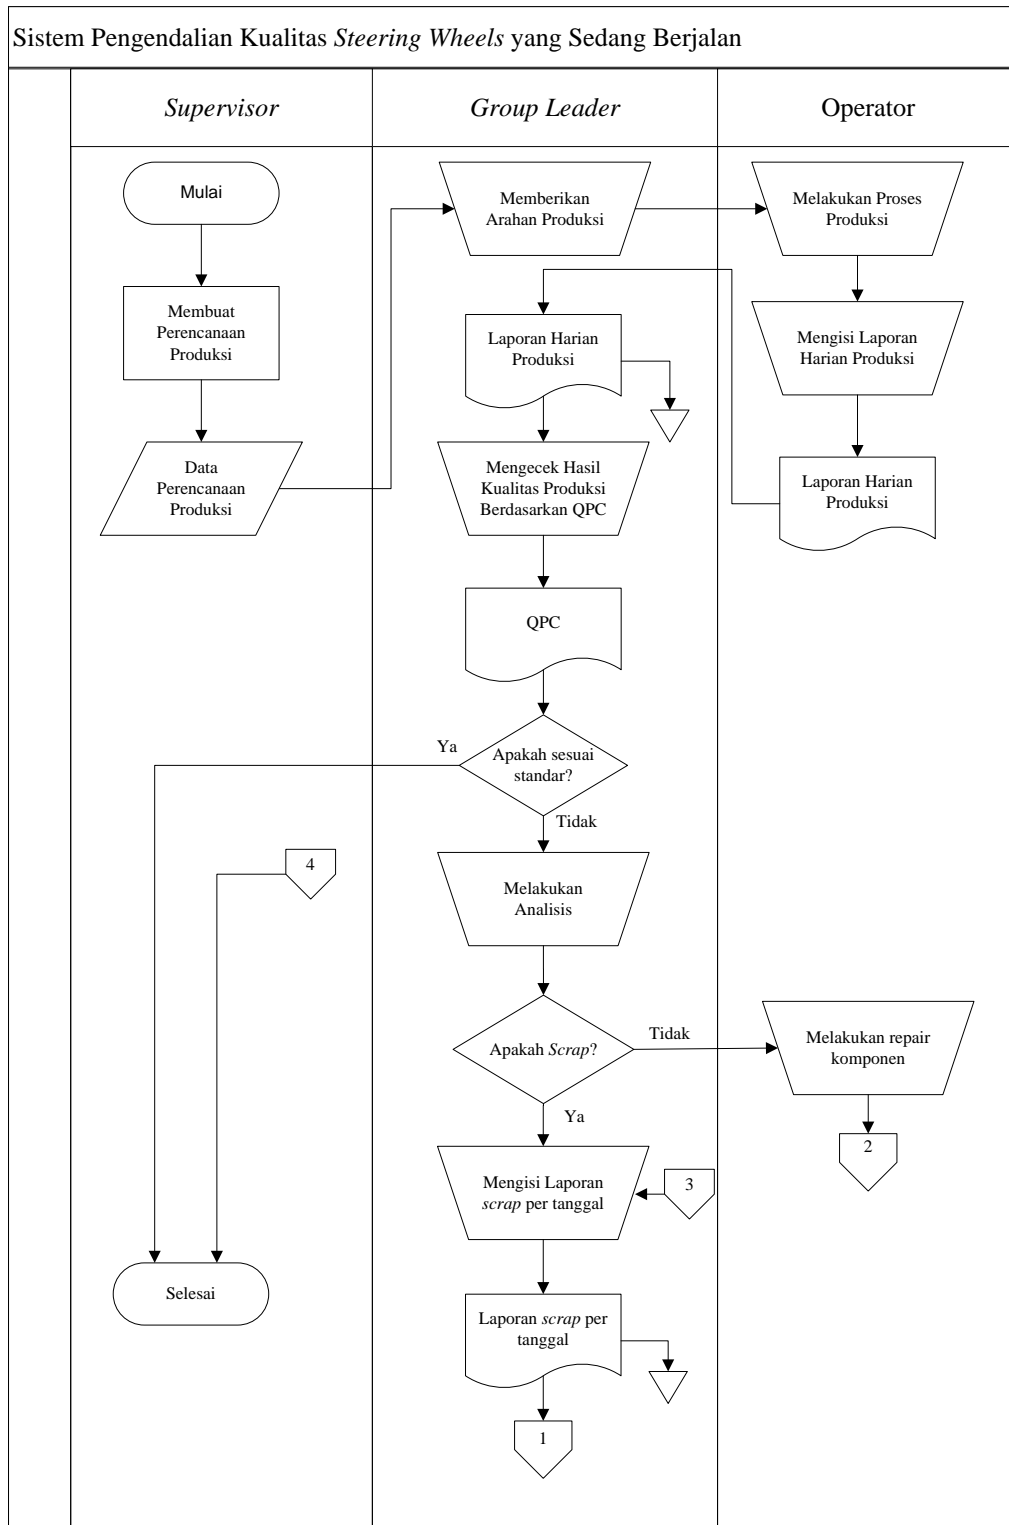 Sistem Pengendalian Kualitas Steering Wheels yang Sedang Berjalan
Supervisor
Group Leader
Operator
Mulai
Memberikan
Arahan Produksi
Melakukan Proses
Produksi
Membuat
Perencanaan
Produksi
Laporan Harian
Produksi
Mengisi Laporan
Harian Produksi
Data
Perencanaan
Produksi
Mengecek Hasil
Kualitas Produksi
Berdasarkan QPC
Laporan Harian
Produksi
QPC
Ya
Apakah sesuai
standar?
Tidak
4
Melakukan
Analisis
Apakah Scrap?
Tidak
Melakukan repair
komponen
Ya
2
Mengisi Laporan
scrap per tanggal
3
Selesai
Laporan scrap per
tanggal
1